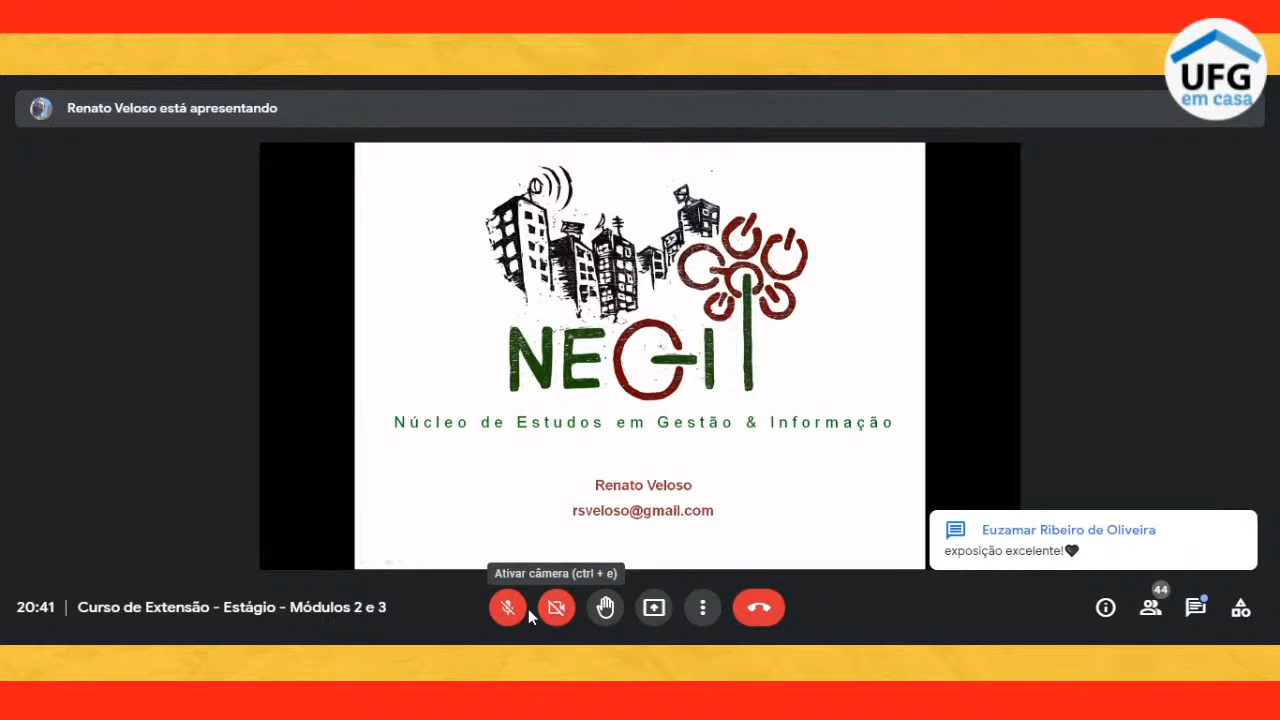 UFG
em casa
Renato Veloso está apresentando
NEGI
Núcleo de Estudos em Gestão & Informação
Renato Veloso
rsveloso@gmail.com
Euzamar Ribeiro de Oliveira
exposição excelente!🖤
Ativar câmera (ctrl + e)
20:41 | Curso de Extensão - Estágio - Módulos 2 e 3
44